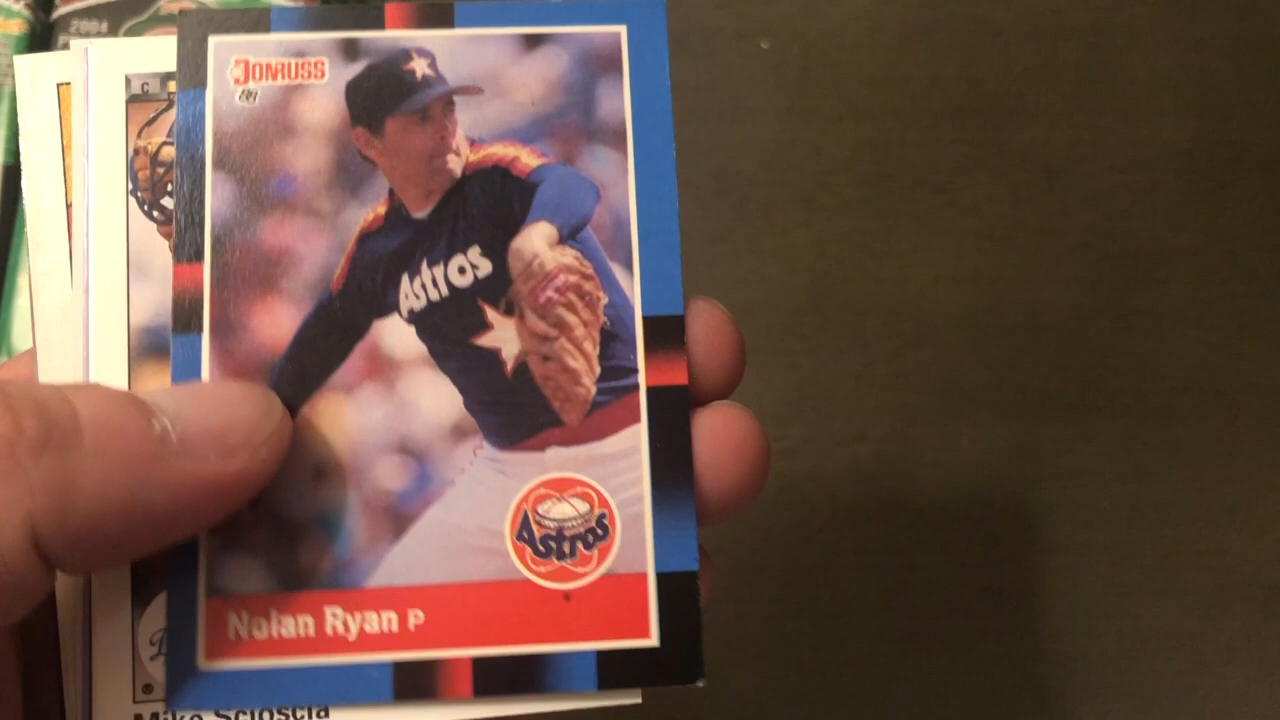 2004
C
DONRUSS
'88
Astros
Astros
Nolan Ryan P
Mike Scioscia